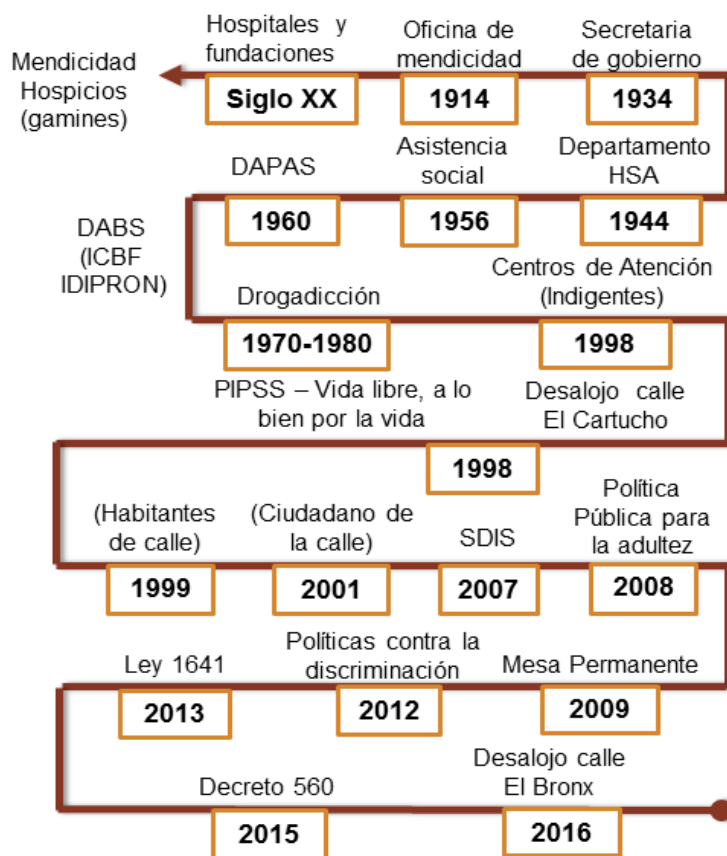 Hospitales y
fundaciones
Oficina de
mendicidad
Secretaria
de gobierno
Mendicidad
Hospicios
(gamines)
Siglo XX
1914
1934
DAPAS
Asistencia
social
Departamento
HSA
1960
1956
1944
DABS
(ICBF
IDIPRON)
Drogadicción
Centros de Atención
(Indigentes)
1970-1980
1998
PIPSS – Vida libre, a lo
bien por la vida
Desalojo calle
El Cartucho
1998
(Habitantes
de calle)
(Ciudadano de
la calle)
SDIS
Política
Pública para
la adultez
1999
2001
2007
2008
Ley 1641
Políticas contra la
discriminación
Mesa Permanente
2013
2012
2009
Decreto 560
Desalojo calle
El Bronx
2015
2016